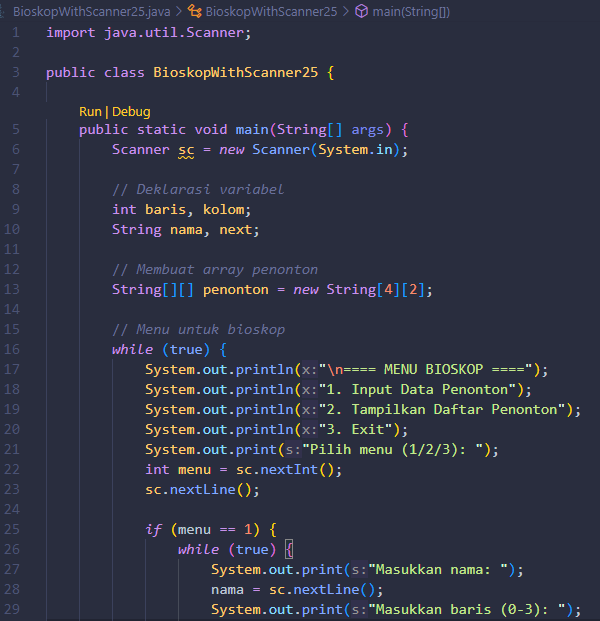 BioskopWithScanner25.java > BioskopWithScanner25 > main(String[])
1 import java.util.Scanner;
2
3 public class BioskopWithScanner25 {
4
Run | Debug
5 public static void main(String[] args) {
6 Scanner sc = new Scanner(System.in);
7
8 // Deklarasi variabel
9 int baris, kolom;
10 String nama, next;
11
12 // Membuat array penonton
13 String[][] penonton = new String[4][2];
14
15 // Menu untuk bioskop
16 while (true) {
17 System.out.println(x:"\n==== MENU BIOSKOP ====");
18 System.out.println(x:"1. Input Data Penonton");
19 System.out.println(x:"2. Tampilkan Daftar Penonton");
20 System.out.println(x:"3. Exit");
21 System.out.print(s:"Pilih menu (1/2/3): ");
22 int menu = sc.nextInt();
23 sc.nextLine();
24
25 if (menu == 1) {
26 while (true) {
27 System.out.print(s:"Masukkan nama: ");
28 nama = sc.nextLine();
29 System.out.print(s:"Masukkan baris (0-3): ");